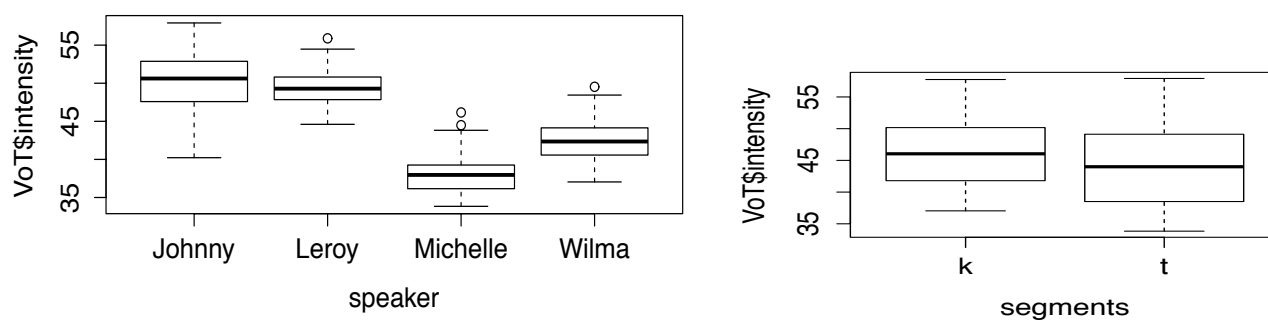 VoT$intensity
55
45
35
Johnny Leroy Michelle Wilma
speaker
VoT$intensity
55
45
35
k t
segments